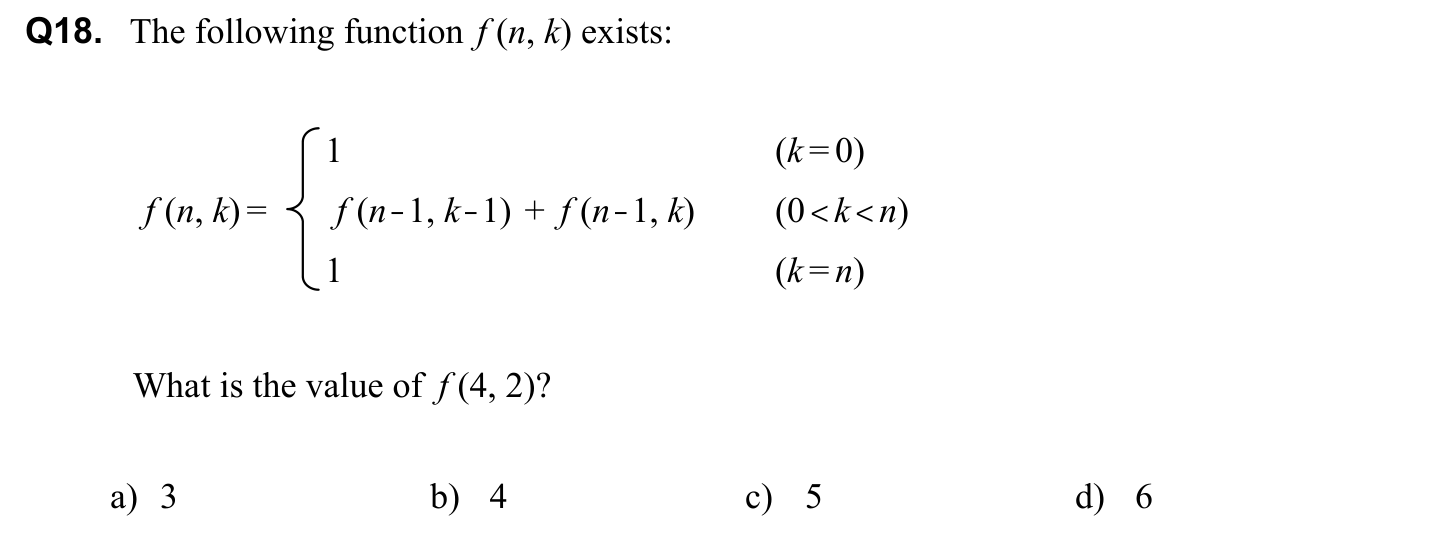 Q18. The following function f(n, k) exists:
1 (k=0)
f(n, k)= { f(n-1, k-1) + f(n-1, k) (0<k<n)
1 (k=n)
What is the value of f(4, 2)?
a) 3 b) 4 c) 5 d) 6